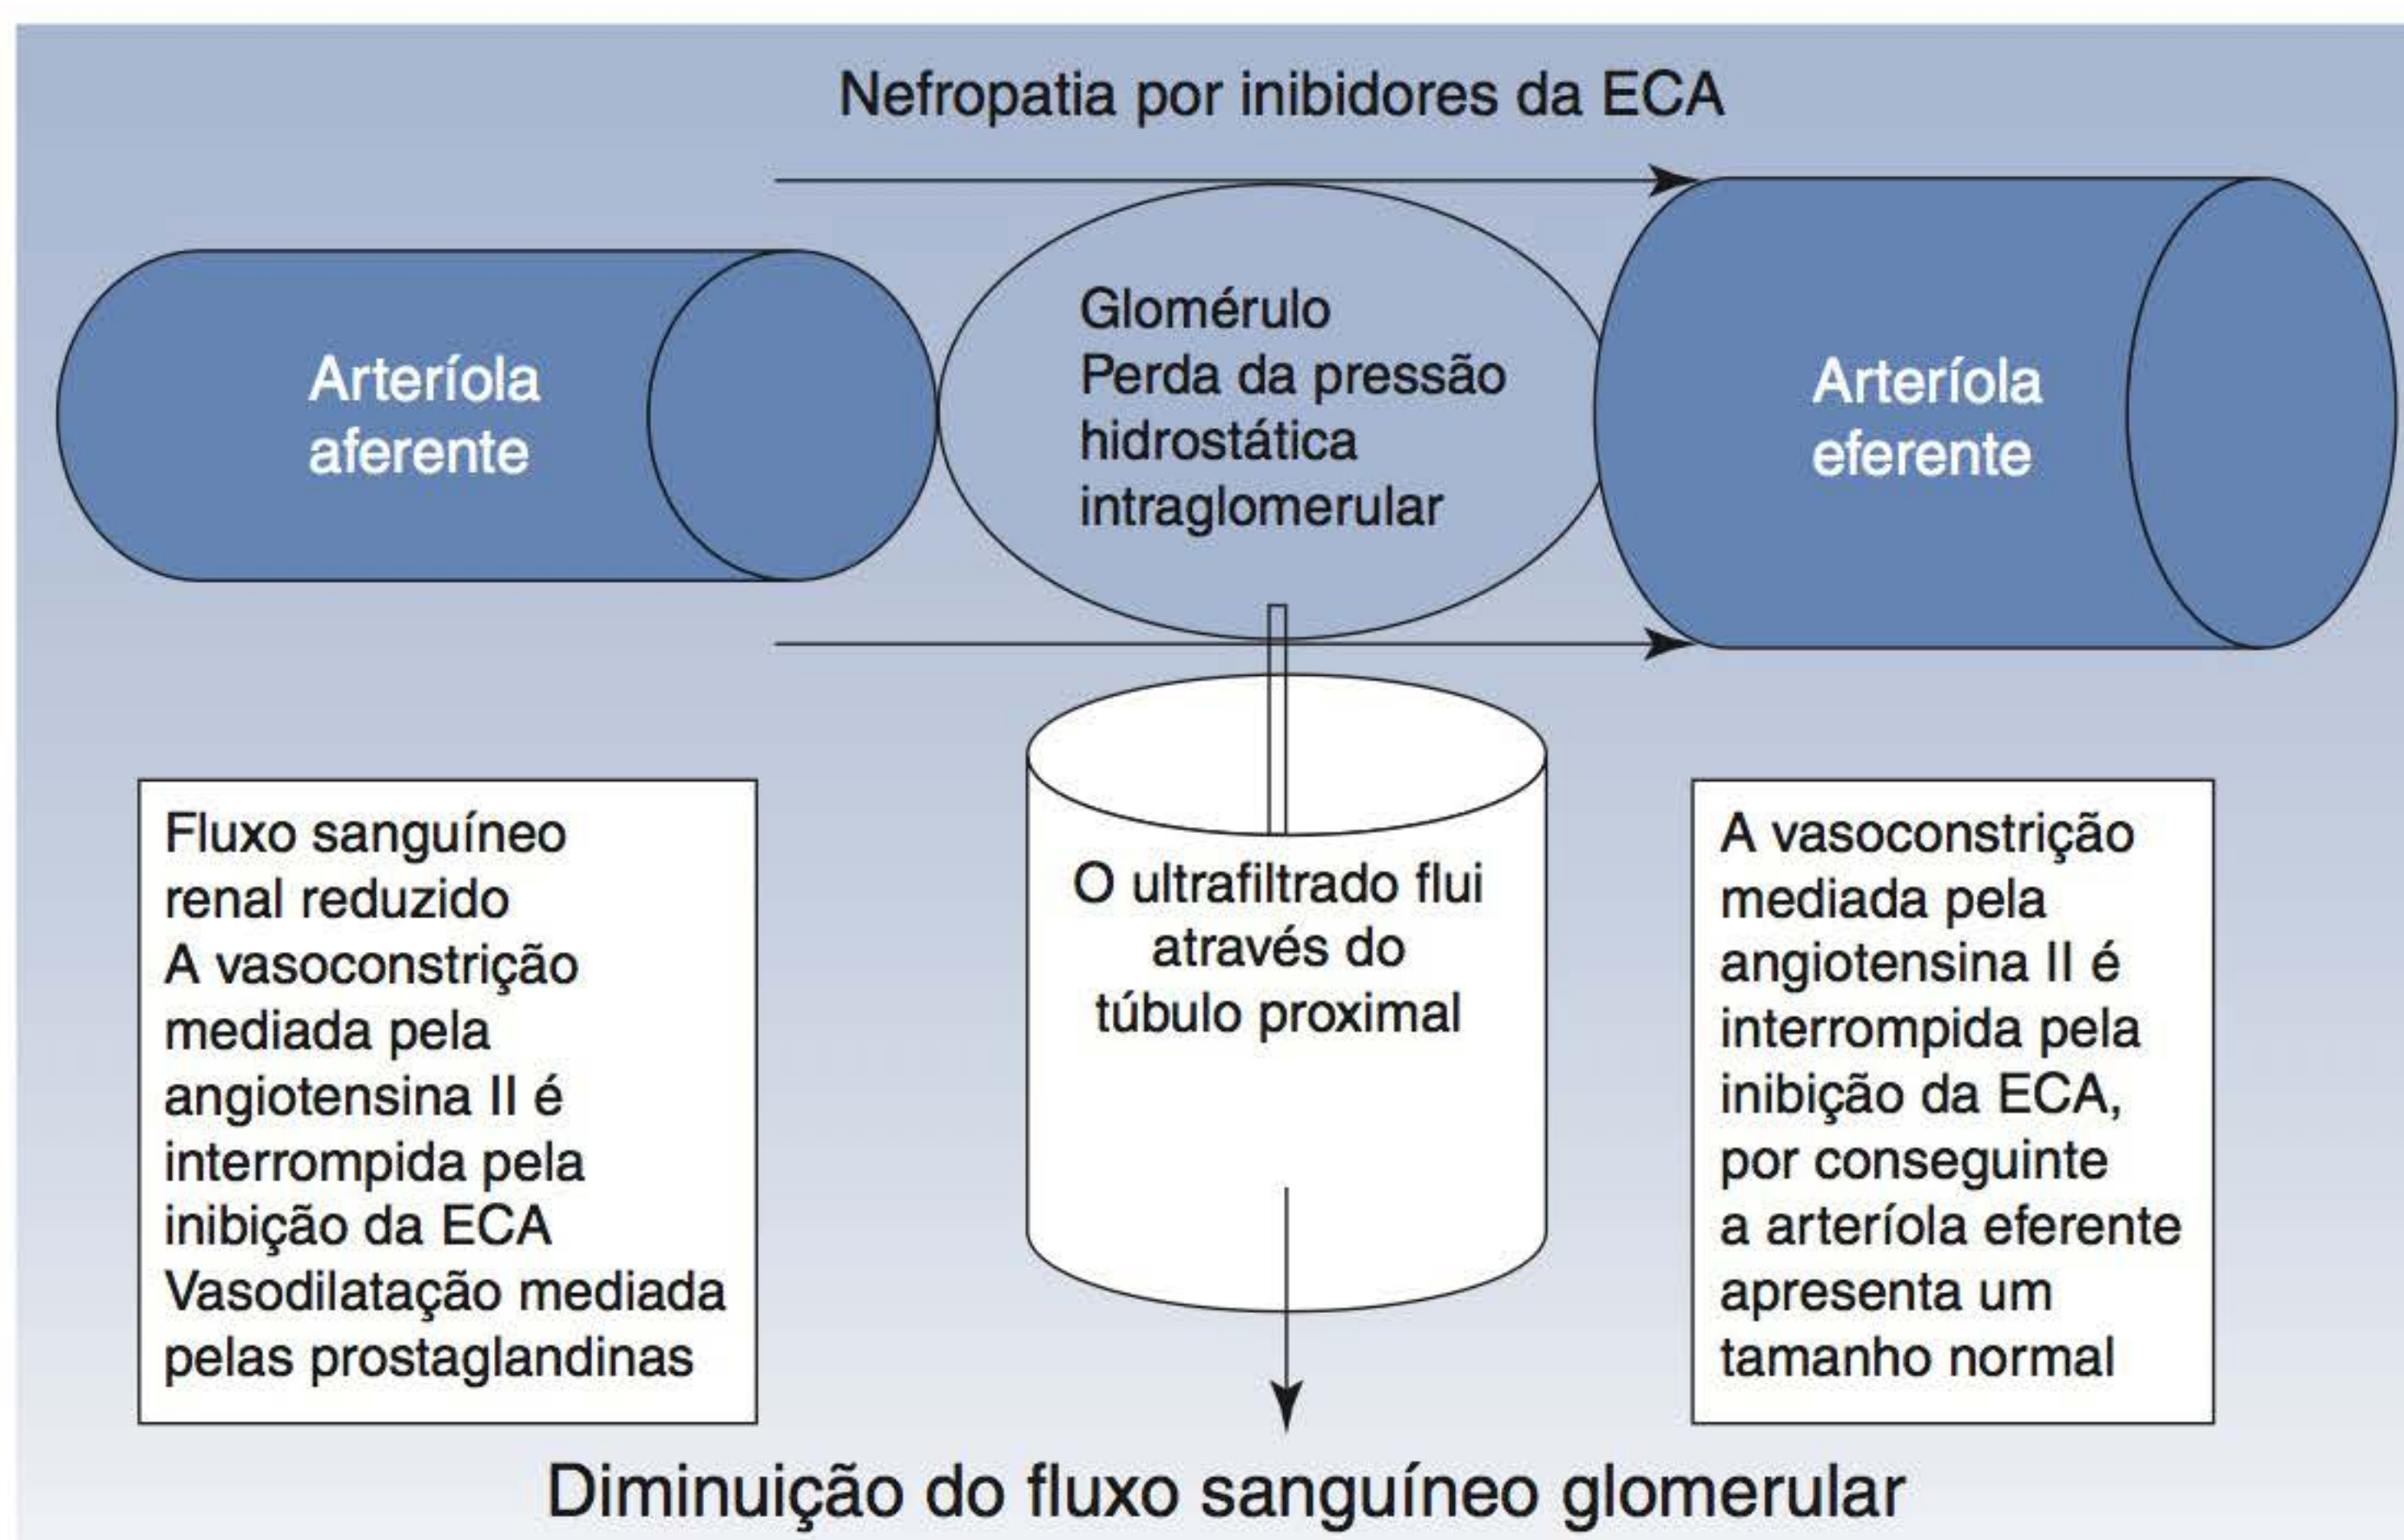 Nefropatia por inibidores da ECA
Arteríola
aferente
Glomérulo
Perda da pressão
hidrostática
intraglomerular
Arteríola
eferente
Fluxo sanguíneo
renal reduzido
A vasoconstrição
mediada pela
angiotensina II é
interrompida pela
inibição da ECA
Vasodilatação mediada
pelas prostaglandinas
O ultrafiltrado flui
através do
túbulo proximal
A vasoconstrição
mediada pela
angiotensina II é
interrompida pela
inibição da ECA,
por conseguinte
a arteríola eferente
apresenta um
tamanho normal
Diminuição do fluxo sanguíneo glomerular